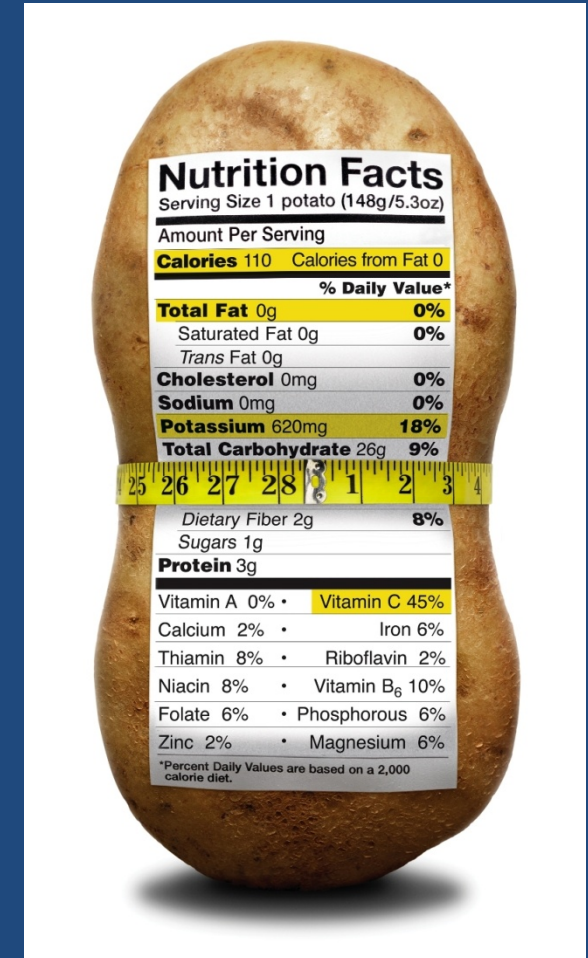 Nutrition Facts
Serving Size 1 potato (148g/5.3oz)
Amount Per Serving
Calories 110 Calories from Fat 0
% Daily Value*
Total Fat 0g 0%
Saturated Fat 0g 0%
Trans Fat 0g
Cholesterol 0mg 0%
Sodium 0mg 0%
Potassium 620mg 18%
Total Carbohydrate 26g 9%
25 26 27 28 1 2 3 4
Dietary Fiber 2g 8%
Sugars 1g
Protein 3g
Vitamin A 0% • Vitamin C 45%
Calcium 2% • Iron 6%
Thiamin 8% • Riboflavin 2%
Niacin 8% • Vitamin B₆ 10%
Folate 6% • Phosphorous 6%
Zinc 2% • Magnesium 6%
*Percent Daily Values are based on a 2,000
calorie diet.